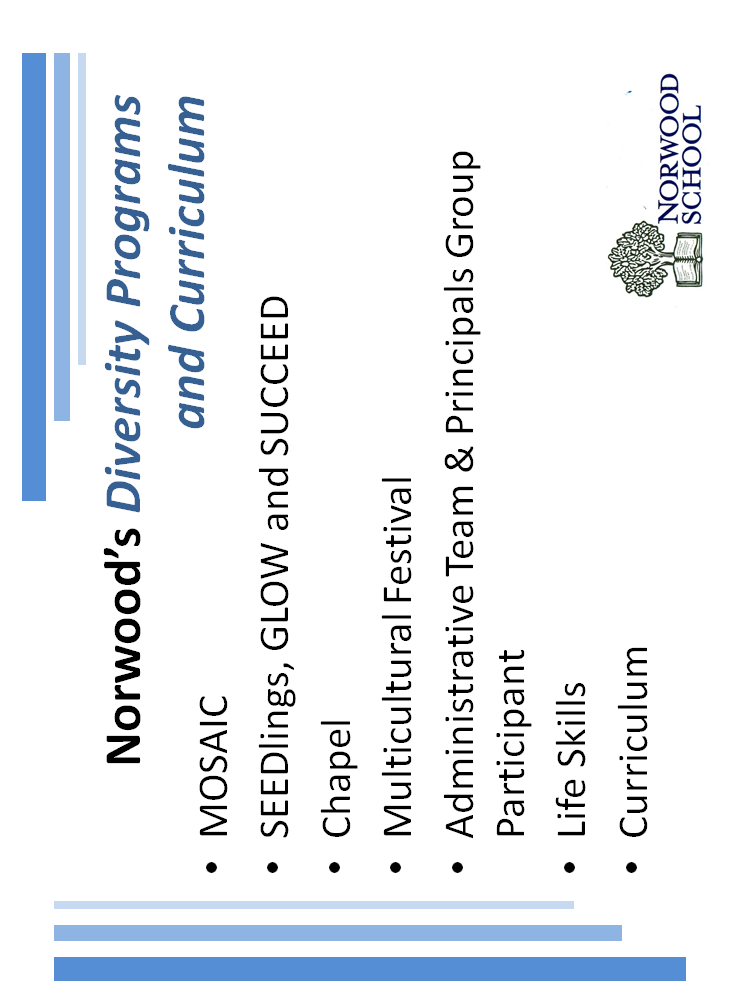 Norwood's Diversity Programs
and Curriculum
• MOSAIC
• SEEDlings, GLOW and SUCCEED
• Chapel
• Multicultural Festival
• Administrative Team & Principals Group
Participant
• Life Skills
• Curriculum
NORWOOD
SCHOOL